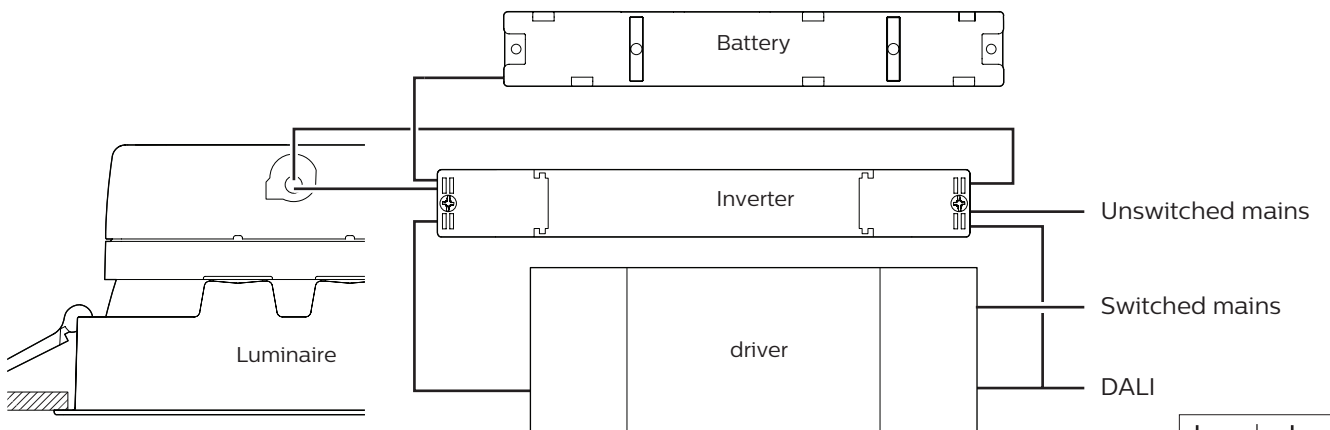 Battery
Inverter
Unswitched mains
Switched mains
driver
Luminaire
DALI